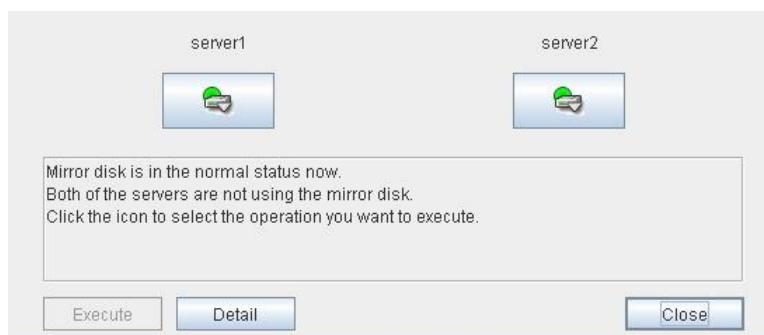 server1
server2
Mirror disk is in the normal status now.
Both of the servers are not using the mirror disk.
Click the icon to select the operation you want to execute.
Execute
Detail
Close